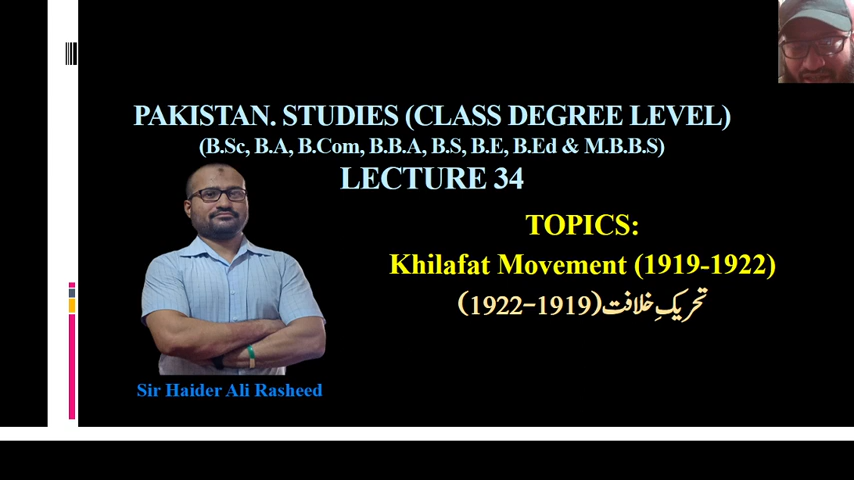 PAKISTAN. STUDIES (CLASS DEGREE LEVEL)
(B.Sc, B.A, B.Com, B.B.A, B.S, B.E, B.Ed & M.B.B.S)
LECTURE 34
TOPICS:
Khilafat Movement (1919-1922)
تحریکِ خلافت(1919-1922)
Sir Haider Ali Rasheed